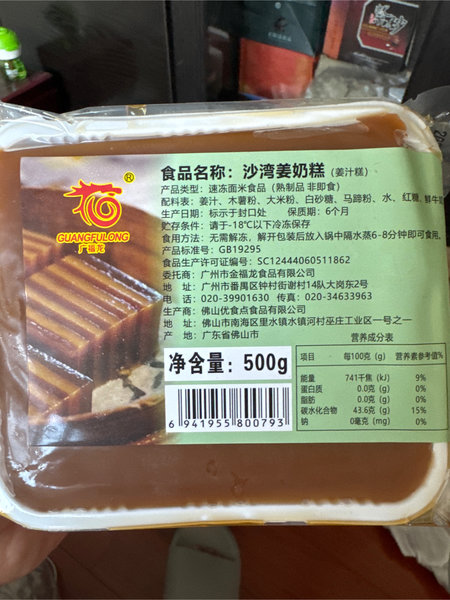 食品名称：沙湾姜奶糕（姜汁糕）
产品类型：速冻面米食品（熟制品 非即食）
配料表：姜汁、木薯粉、大米粉、白砂糖、马蹄粉、水、红糖、鲜牛
生产日期：标示于封口处 保质期：6个月
贮存条件：请于-18℃以下冷冻保存
食用方法：无需解冻，解开包装后放入锅中隔水蒸6-8分钟即可食用。
产品标准号：GB19295
食品生产许可证编号：SC12444060511862
委托商：广州市金福龙食品有限公司
地址：广州市番禺区钟村街谢村14队大岗东2号
电话：020-39901630 传真：020-34633963
生产商：佛山优食点食品有限公司
地址：佛山市南海区里水镇水镇河村巫庄工业区一号之一
产地：广东省佛山市
®
GUANGFULONG
广福龙
净含量：500g
6 941955 800793
营养成分表
项目 每100克(g) 营养素参考值%
能量 741千焦(kJ) 9%
蛋白质 0.0克(g) 0%
脂肪 0.0克(g) 0%
碳水化合物 43.6克(g) 15%
钠 0毫克(mg) 0%